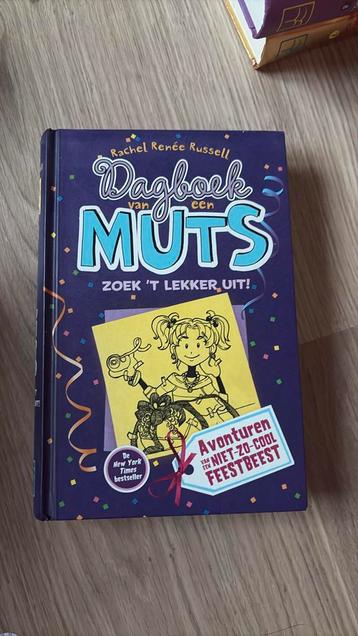 Rachel Renée Russell
Dagboek
van een
MUTS
ZOEK 'T LEKKER UIT!
Avonturen
VAN EEN
NIET-ZO-COOL
FEESTBEEST
De
New York
Times
bestseller